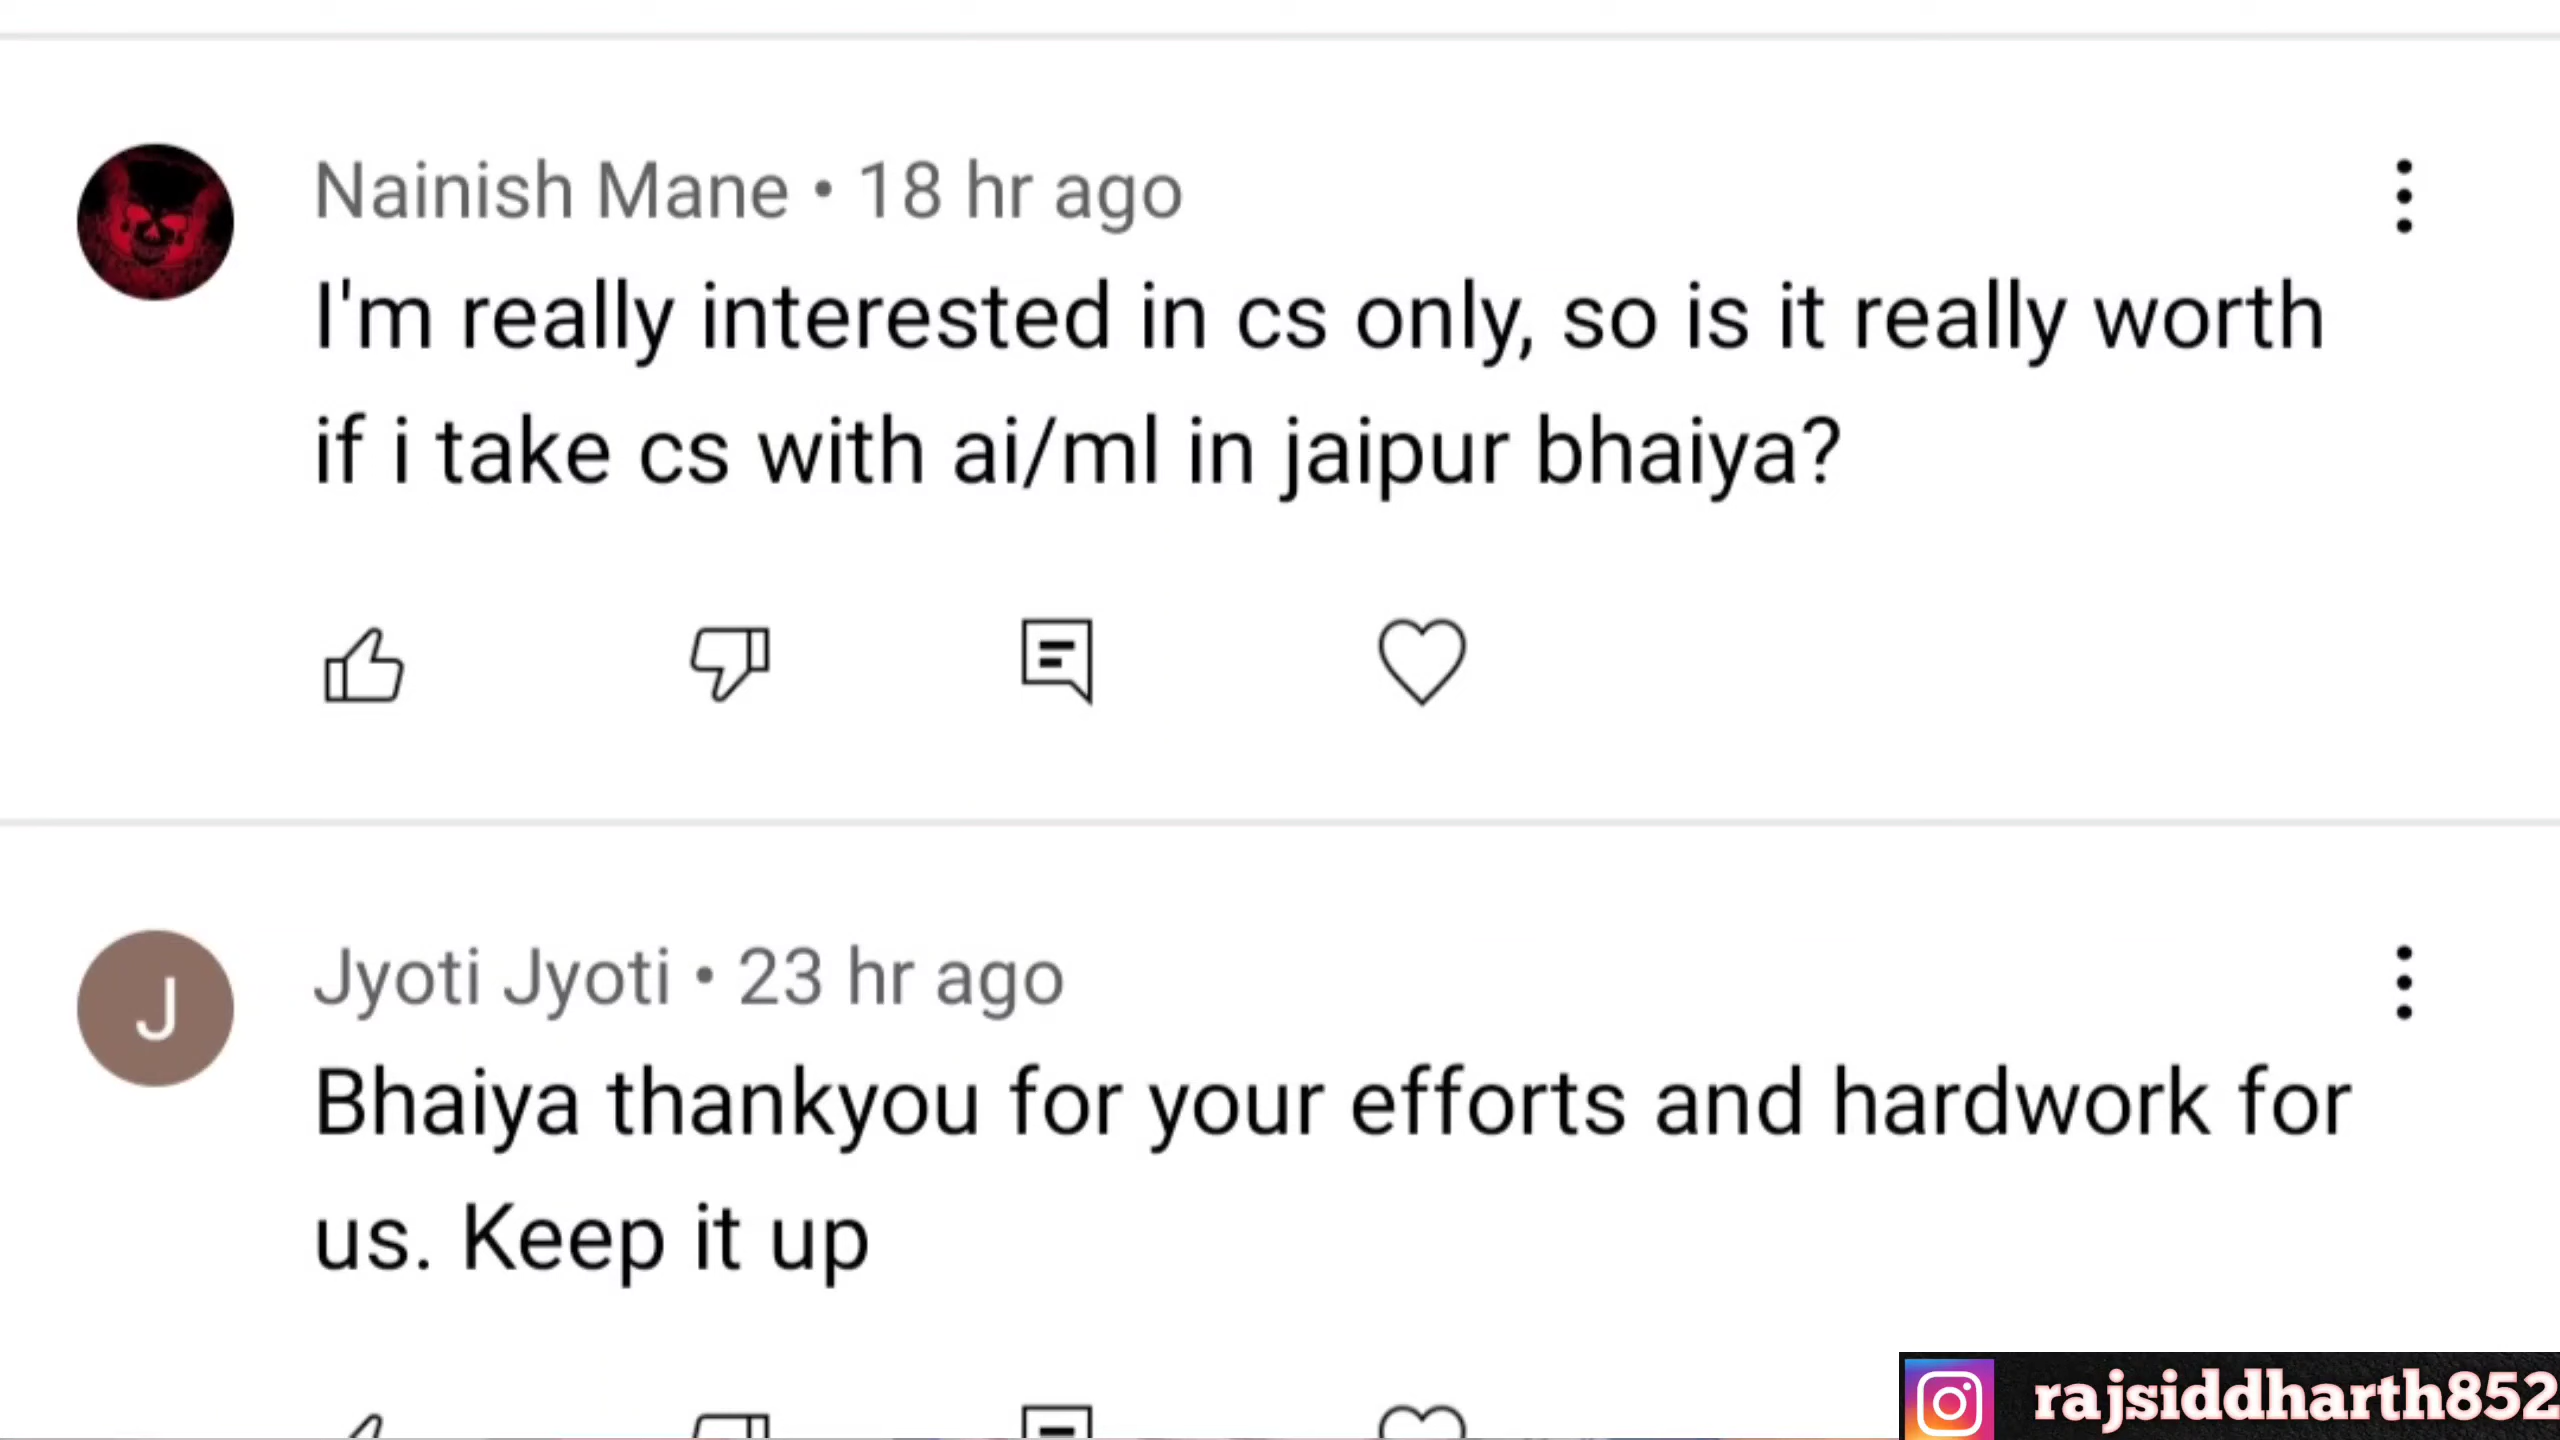 Nainish Mane • 18 hr ago
I'm really interested in cs only, so is it really worth
if i take cs with ai/ml in jaipur bhaiya?
J
Jyoti Jyoti • 23 hr ago
Bhaiya thankyou for your efforts and hardwork for
us. Keep it up
rajsiddharth852